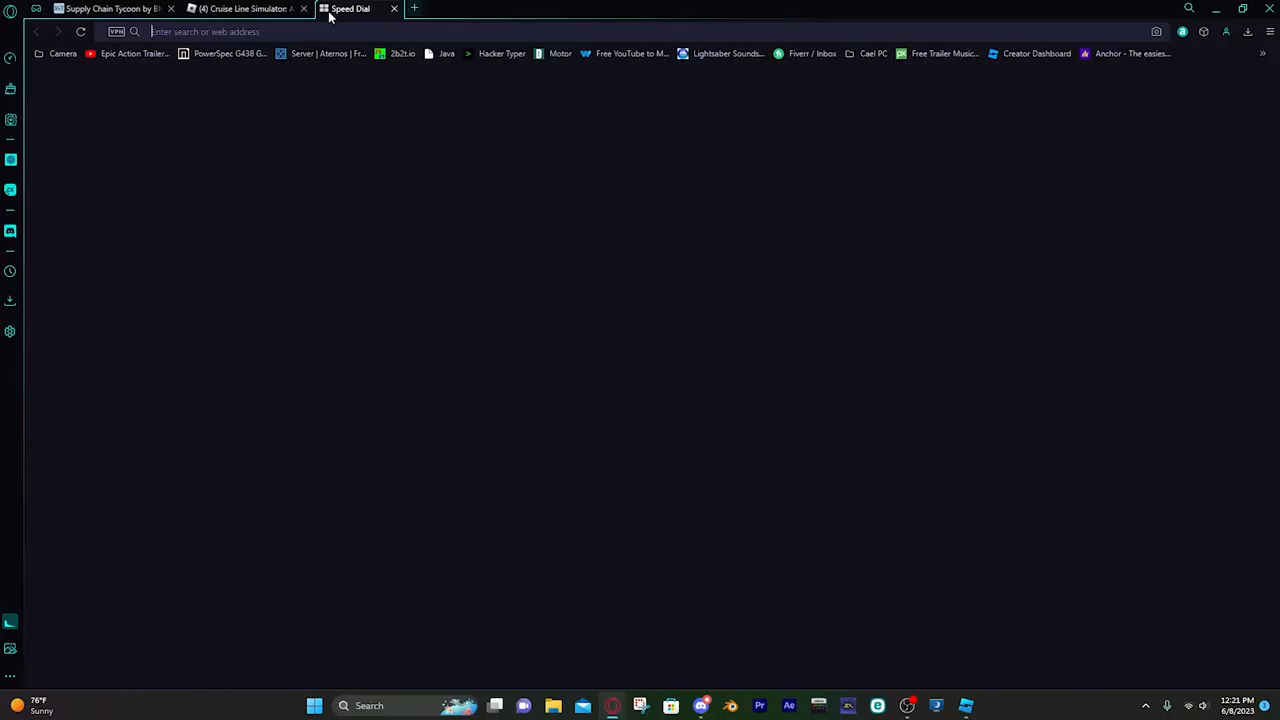 Supply Chain Tycoon by BM
(4) Cruise Line Simulator: A
Speed Dial
VPN
Enter search or web address
Camera
Epic Action Trailer...
PowerSpec G438 G...
Server | Aternos | Fr...
2b2t.io
Java
Hacker Typer
Motor
Free YouTube to M...
Lightsaber Sounds...
Fiverr / Inbox
Cael PC
Free Trailer Music...
Creator Dashboard
Anchor - The easies...
76°F
Sunny
Search
Pr
Ae
12:21 PM
6/8/2023